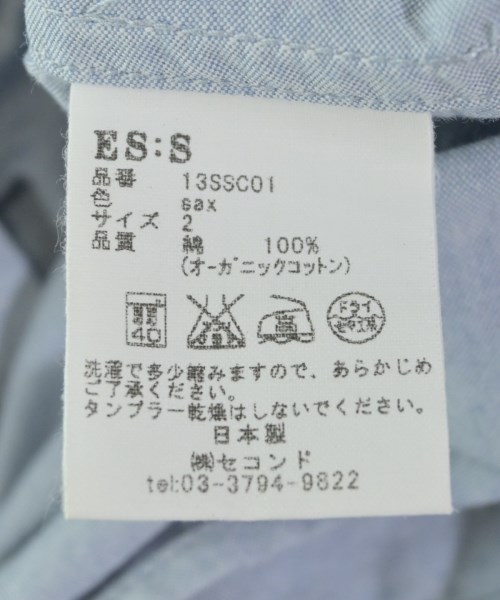 ES:S
品番 13SSC01
色 sax
サイズ 2
品質 綿 100%
(オーガニックコットン)
40 ドライ
洗濯で多少縮みますので、あらかじめ
ご了承ください。
タンブラー乾燥はしないでください。
日本製
㈱セコンド
tel:03-3794-9822